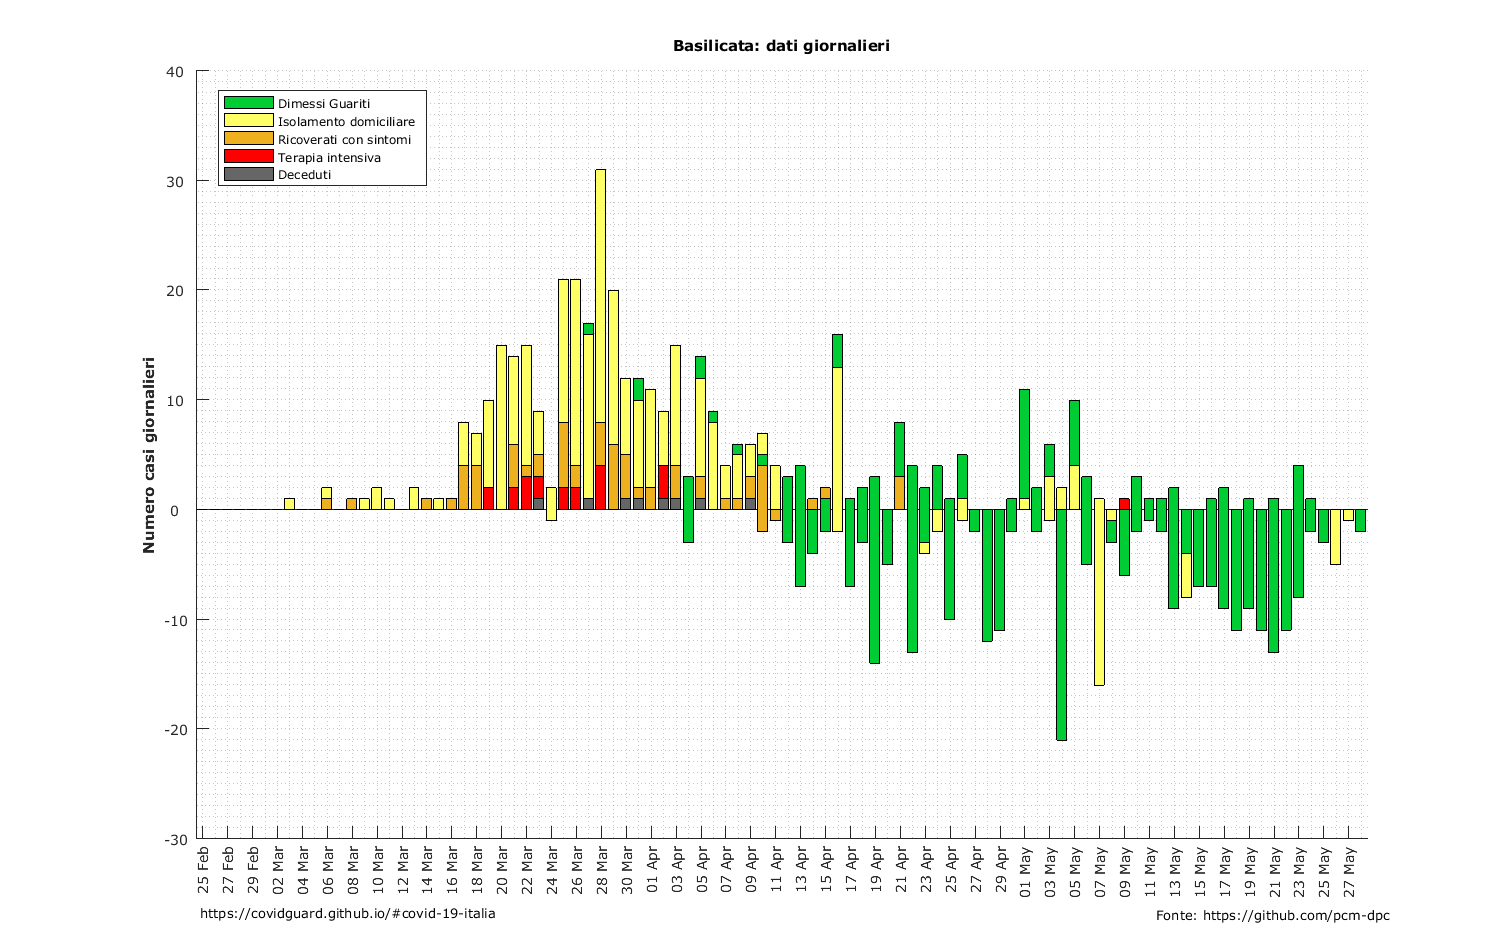 Basilicata: dati giornalieri
40
30
20
10
0
-10
-20
-30
Numero casi giornalieri
Dimessi Guariti
Isolamento domiciliare
Ricoverati con sintomi
Terapia intensiva
Deceduti
25 Feb
27 Feb
29 Feb
02 Mar
04 Mar
06 Mar
08 Mar
10 Mar
12 Mar
14 Mar
16 Mar
18 Mar
20 Mar
22 Mar
24 Mar
26 Mar
28 Mar
30 Mar
01 Apr
03 Apr
05 Apr
07 Apr
09 Apr
11 Apr
13 Apr
15 Apr
17 Apr
19 Apr
21 Apr
23 Apr
25 Apr
27 Apr
29 Apr
01 May
03 May
05 May
07 May
09 May
11 May
13 May
15 May
17 May
19 May
21 May
23 May
25 May
27 May
https://covidguard.github.io/#covid-19-italia
Fonte: https://github.com/pcm-dpc